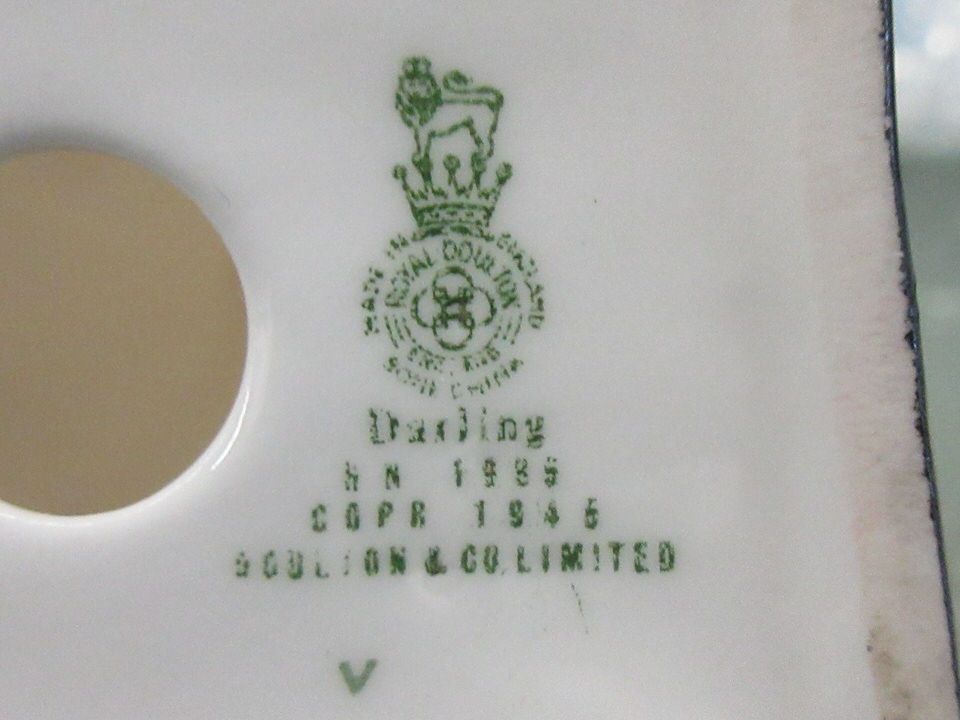 MADE IN ENGLAND
ROYAL DOULTON
BONE CHINA
Darling
HN 1985
COPR 1946
DOULTON & CO. LIMITED
V